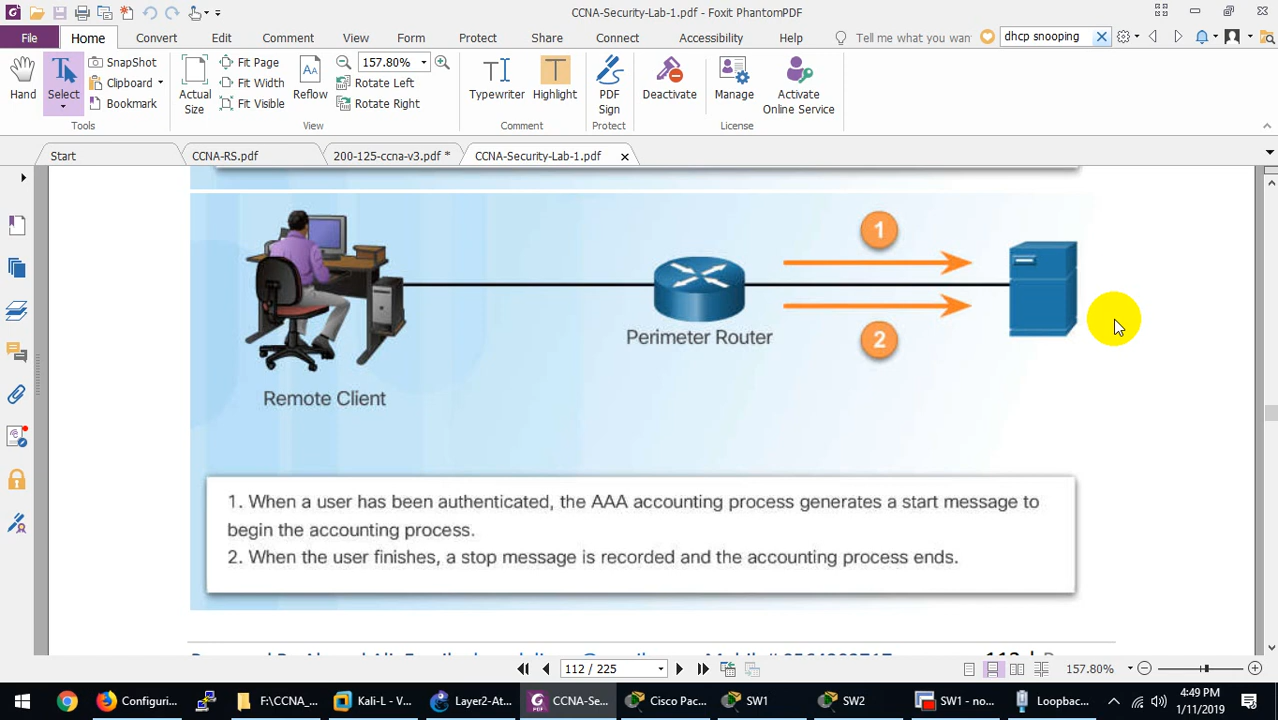 CCNA-Security-Lab-1.pdf - Foxit PhantomPDF
File Home Convert Edit Comment View Form Protect Share Connect Accessibility Help Tell me what you want dhcp snooping
Hand
Select
SnapShot
Clipboard
Bookmark
Tools
Actual Size
Fit Page
Fit Width
Fit Visible
Reflow
157.80%
Rotate Left
Rotate Right
View
Typewriter
Highlight
Comment
PDF Sign
Protect
Deactivate
Manage
Activate Online Service
License
Start CCNA-RS.pdf 200-125-ccna-v3.pdf * CCNA-Security-Lab-1.pdf
1
Perimeter Router
2
Remote Client
1. When a user has been authenticated, the AAA accounting process generates a start message to
begin the accounting process.
2. When the user finishes, a stop message is recorded and the accounting process ends.
112 / 225 157.80%
Configuri... F:\CCNA_... Kali-L - V... Layer2-At... CCNA-Se... Cisco Pac... SW1 SW2 SW1 - no... Loopbac...
4:49 PM
1/11/2019